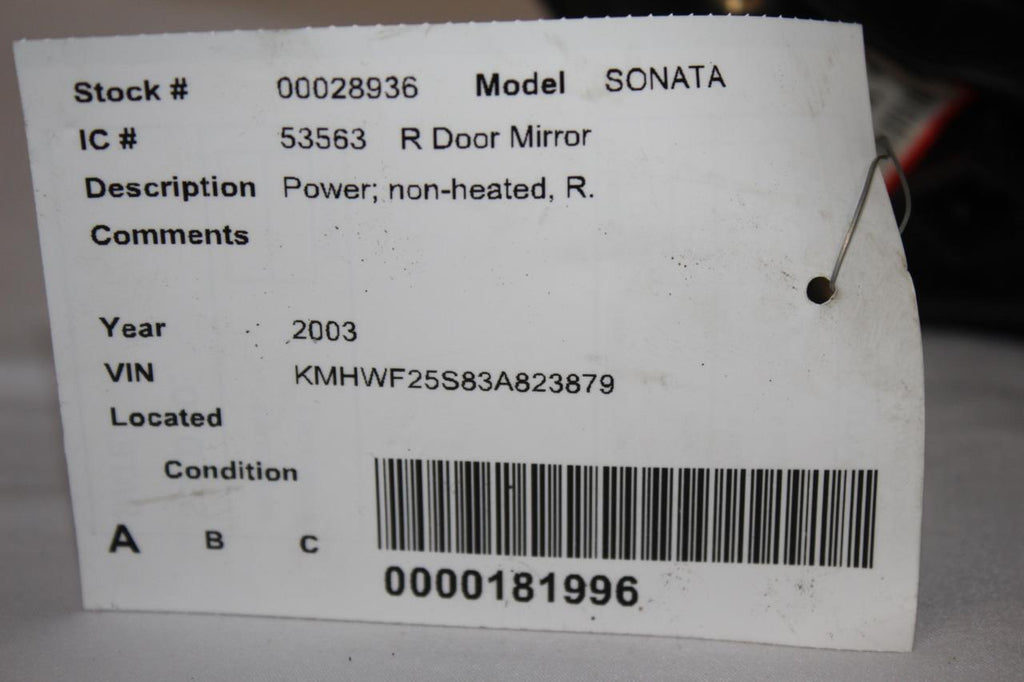 Stock # 00028936 Model SONATA
IC # 53563 R Door Mirror
Description Power; non-heated, R.
Comments
Year 2003
VIN KMHWF25S83A823879
Located
Condition
A B C
0000181996